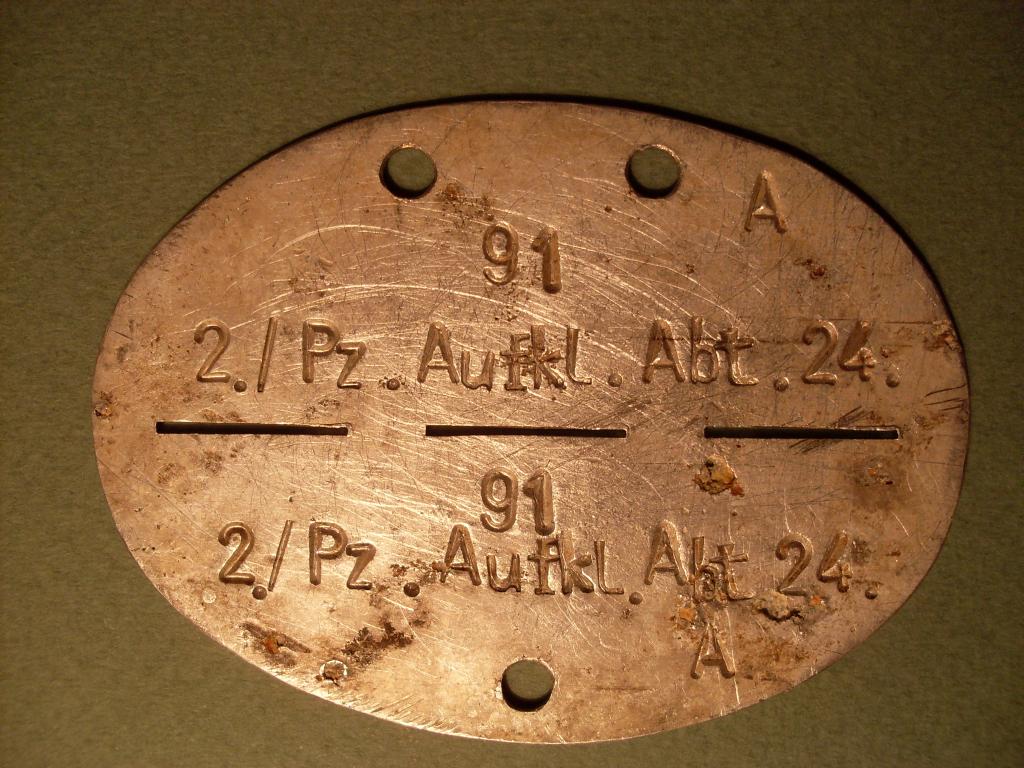 A
91
2./Pz. Aufkl. Abt. 24.
91
2./Pz. Aufkl. Abt 24.
A